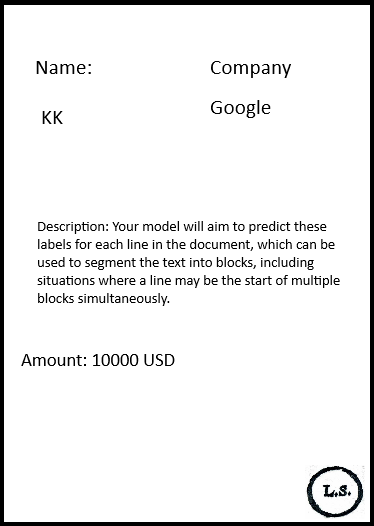 Name:
Company
KK
Google
Description: Your model will aim to predict these
labels for each line in the document, which can be
used to segment the text into blocks, including
situations where a line may be the start of multiple
blocks simultaneously.
Amount: 10000 USD
L.S.